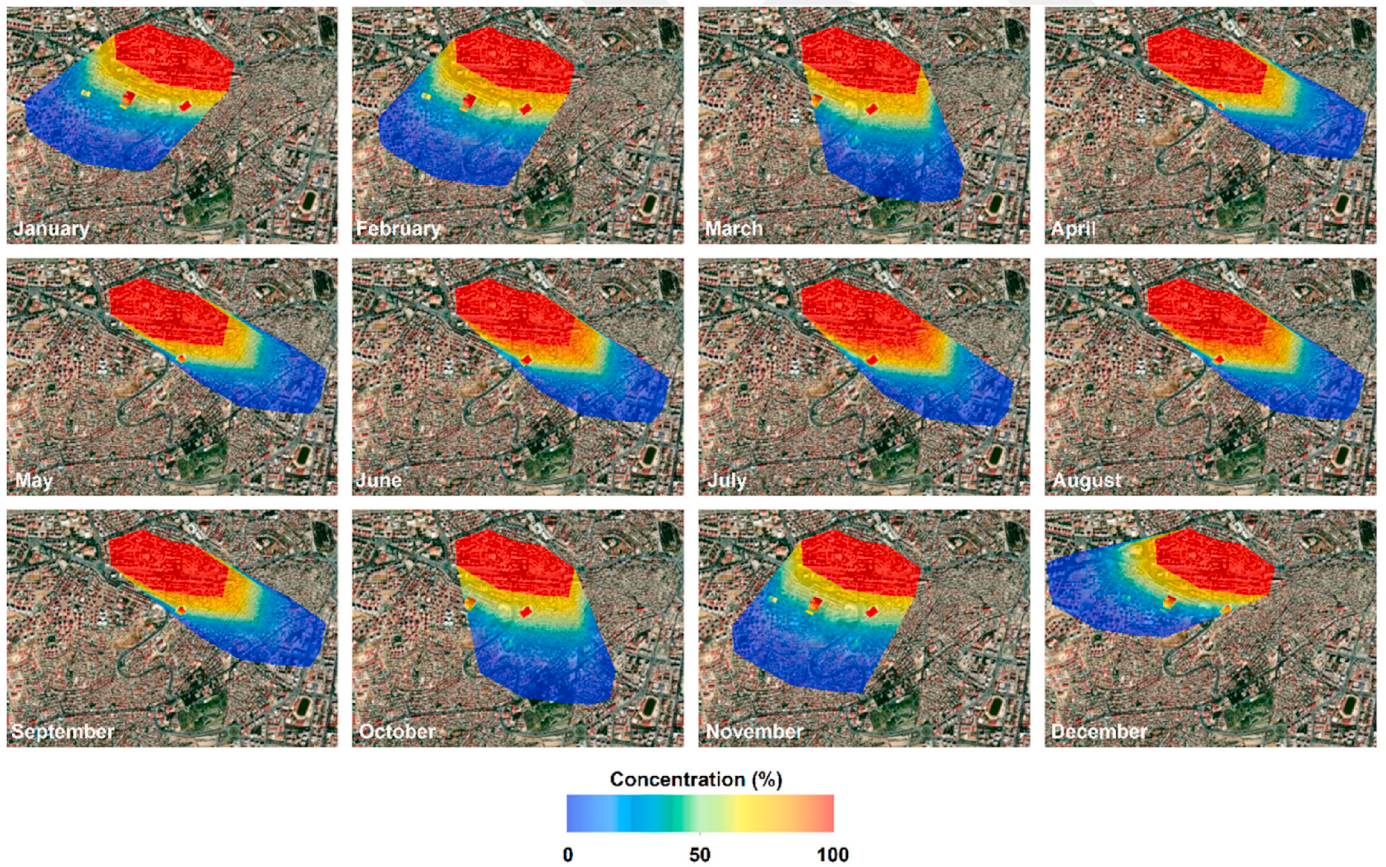 January
February
March
April
May
June
July
August
September
October
November
December
Concentration (%)
0
50
100